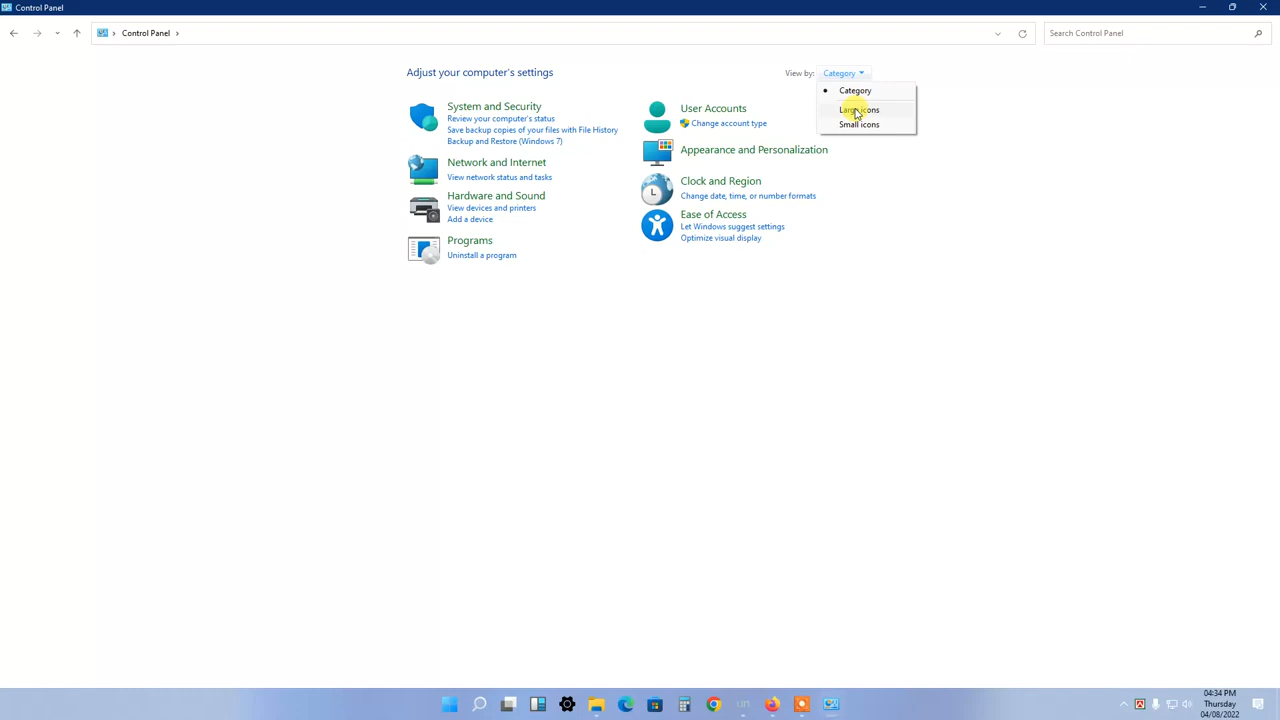 Control Panel
Control Panel
Search Control Panel
Adjust your computer's settings
View by: Category
Category
Large icons
Small icons
System and Security
Review your computer's status
Save backup copies of your files with File History
Backup and Restore (Windows 7)
Network and Internet
View network status and tasks
Hardware and Sound
View devices and printers
Add a device
Programs
Uninstall a program
User Accounts
Change account type
Appearance and Personalization
Clock and Region
Change date, time, or number formats
Ease of Access
Let Windows suggest settings
Optimize visual display
un
04:34 PM
Thursday
04/08/2022